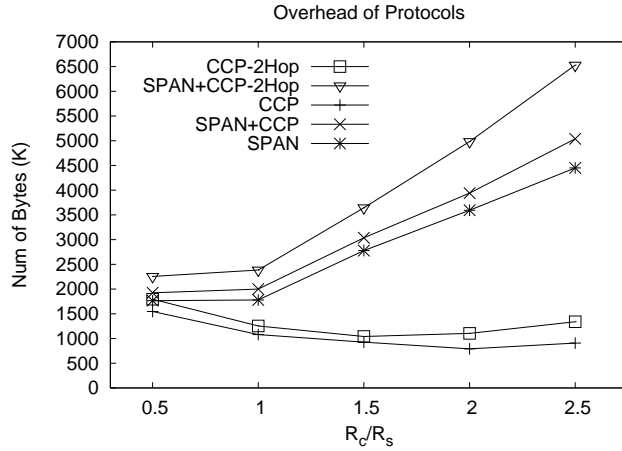 Overhead of Protocols
7000
6500
6000
5500
5000
4500
4000
3500
3000
2500
2000
1500
1000
500
0
Num of Bytes (K)
CCP-2Hop
SPAN+CCP-2Hop
CCP
SPAN+CCP
SPAN
0.5 1 1.5 2 2.5
R_c/R_s